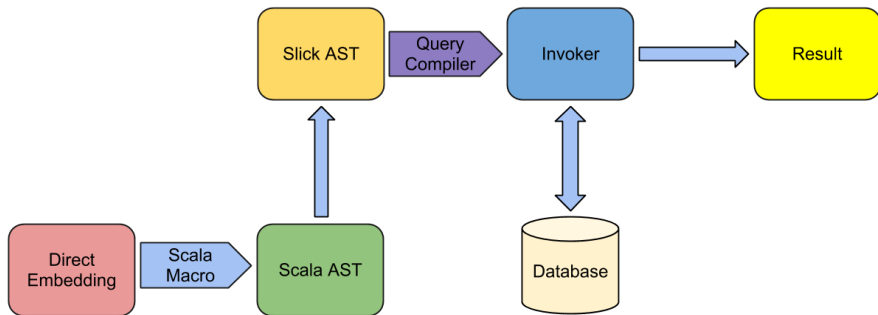 Slick AST
Query
Compiler
Invoker
Result
Direct
Embedding
Scala
Macro
Scala AST
Database